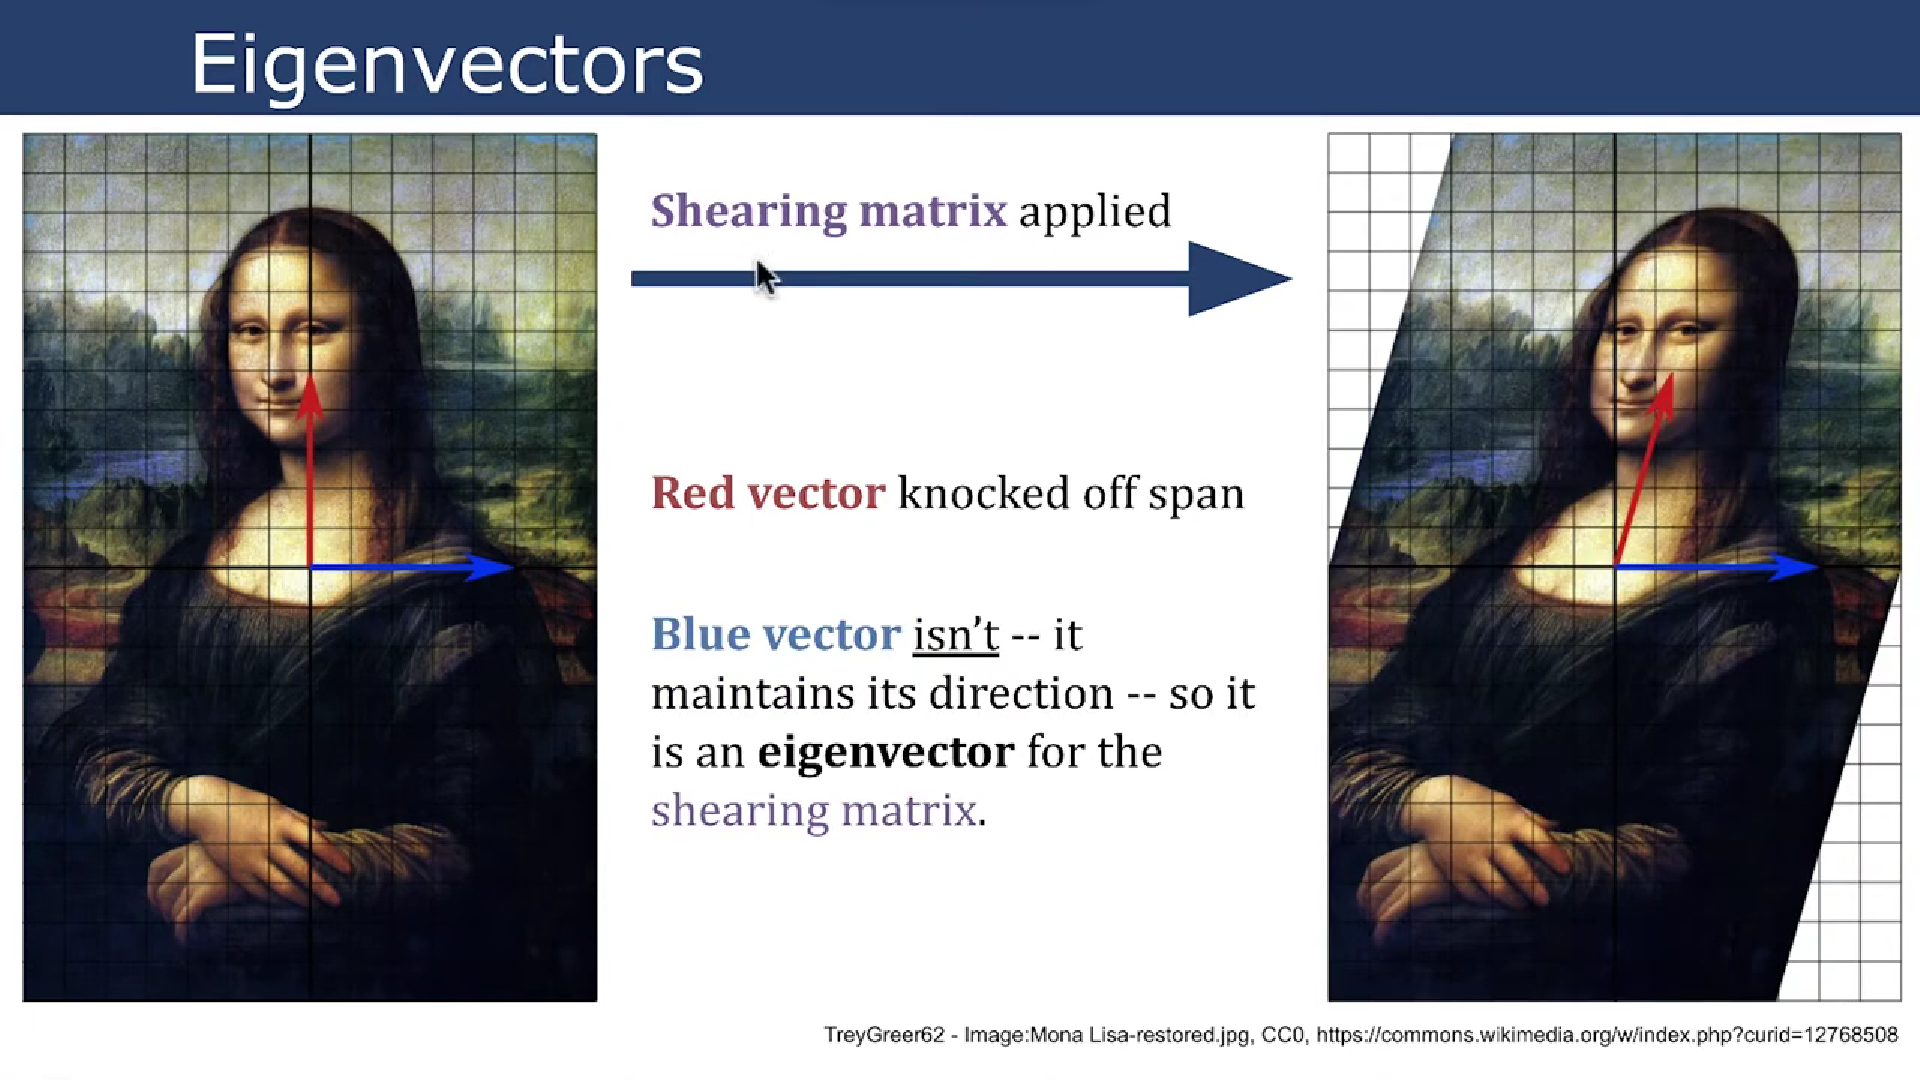 Eigenvectors
Shearing matrix applied
Red vector knocked off span
Blue vector isn’t -- it
maintains its direction -- so it
is an eigenvector for the
shearing matrix.
TreyGreer62 - Image:Mona Lisa-restored.jpg, CC0, https://commons.wikimedia.org/w/index.php?curid=12768508